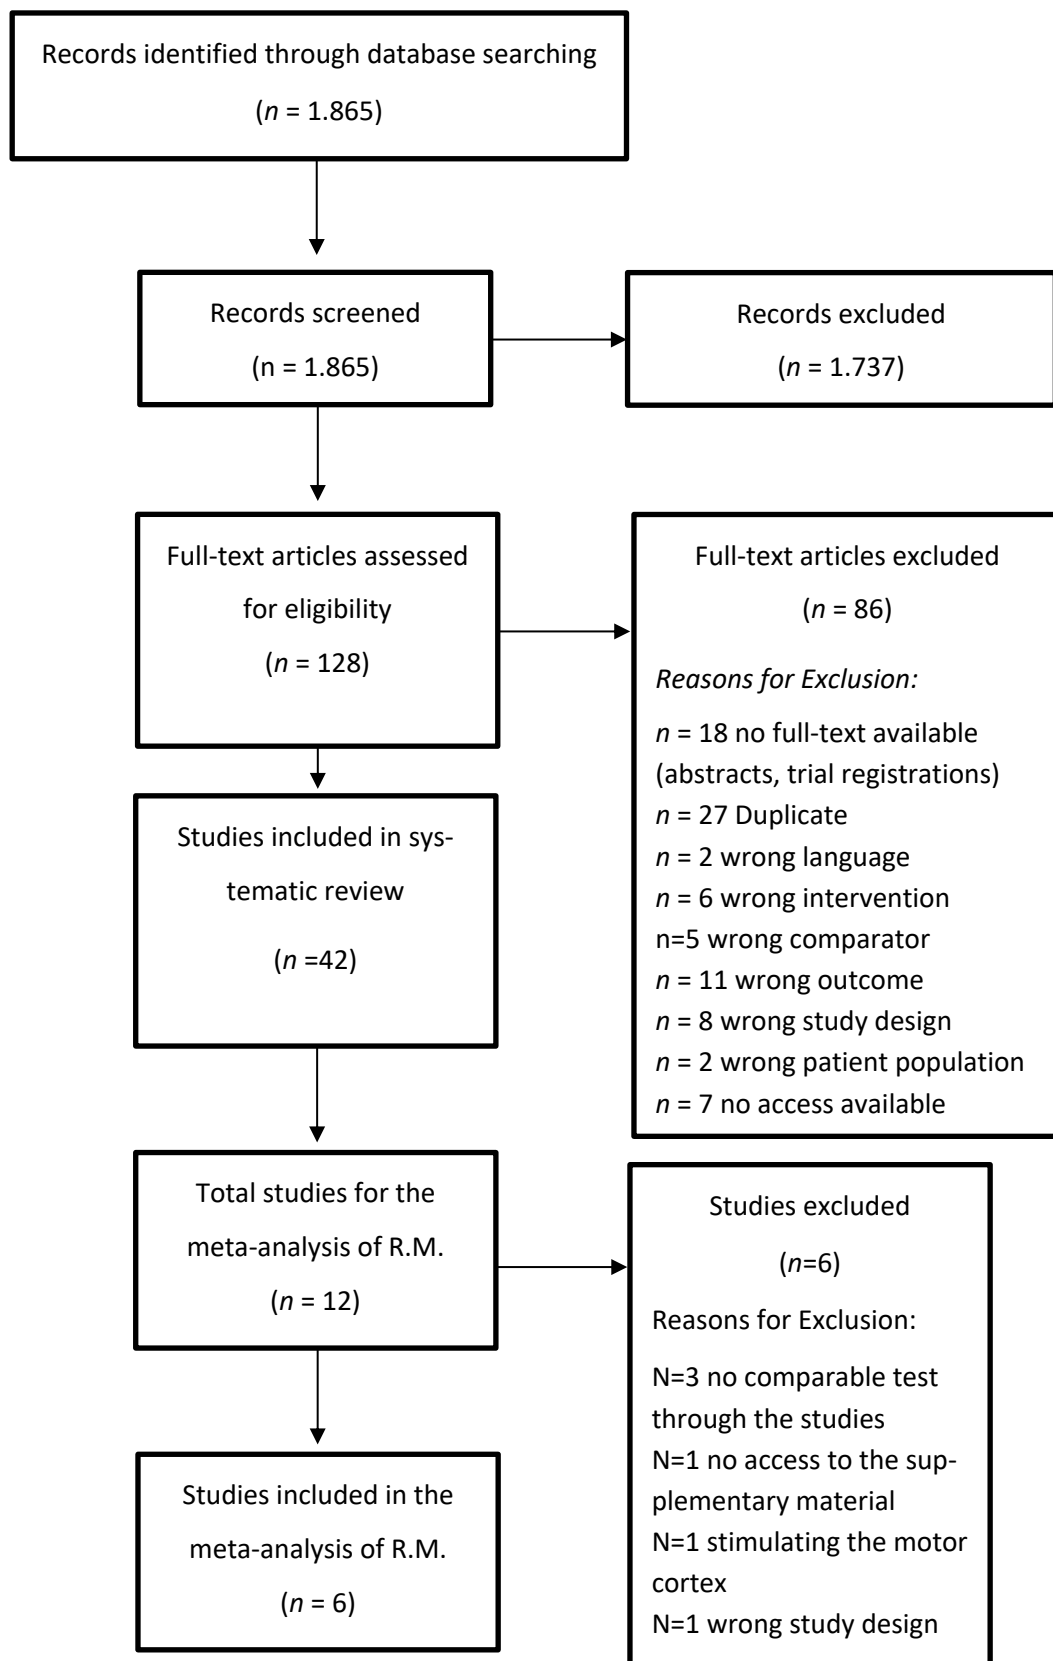 Records identified through database searching
(n = 1.865)
Records screened
(n = 1.865)
Records excluded
(n = 1.737)
Full-text articles assessed
for eligibility
(n = 128)
Full-text articles excluded
(n = 86)
Reasons for Exclusion:
n = 18 no full-text available
(abstracts, trial registrations)
n = 27 Duplicate
n = 2 wrong language
n = 6 wrong intervention
n=5 wrong comparator
n = 11 wrong outcome
n = 8 wrong study design
n = 2 wrong patient population
n = 7 no access available
Studies included in sys-
tematic review
(n =42)
Total studies for the
meta-analysis of R.M.
(n = 12)
Studies excluded
(n=6)
Reasons for Exclusion:
N=3 no comparable test
through the studies
N=1 no access to the sup-
plementary material
N=1 stimulating the motor
cortex
N=1 wrong study design
Studies included in the
meta-analysis of R.M.
(n = 6)